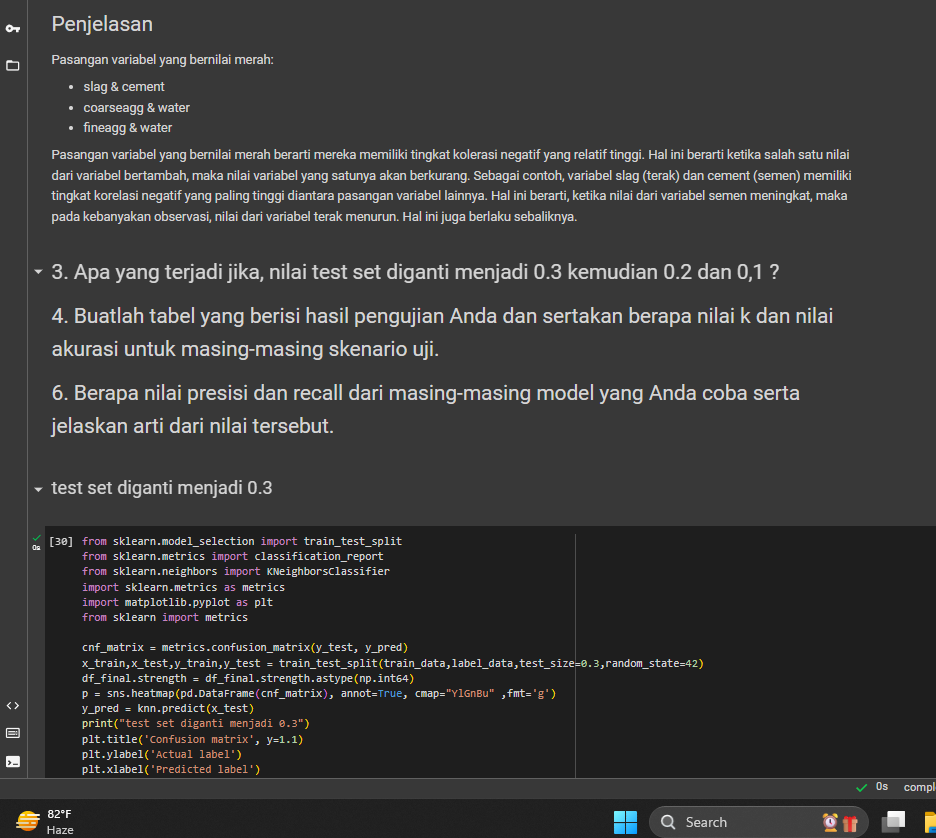 Penjelasan
Pasangan variabel yang bernilai merah:
• slag & cement
• coarseagg & water
• fineagg & water
Pasangan variabel yang bernilai merah berarti mereka memiliki tingkat kolerasi negatif yang relatif tinggi. Hal ini berarti ketika salah satu nilai
dari variabel bertambah, maka nilai variabel yang satunya akan berkurang. Sebagai contoh, variabel slag (terak) dan cement (semen) memiliki
tingkat korelasi negatif yang paling tinggi diantara pasangan variabel lainnya. Hal ini berarti, ketika nilai dari variabel semen meningkat, maka
pada kebanyakan observasi, nilai dari variabel terak menurun. Hal ini juga berlaku sebaliknya.
3. Apa yang terjadi jika, nilai test set diganti menjadi 0.3 kemudian 0.2 dan 0,1 ?
4. Buatlah tabel yang berisi hasil pengujian Anda dan sertakan berapa nilai k dan nilai
akurasi untuk masing-masing skenario uji.
6. Berapa nilai presisi dan recall dari masing-masing model yang Anda coba serta
jelaskan arti dari nilai tersebut.
test set diganti menjadi 0.3
0s
[30] from sklearn.model_selection import train_test_split
from sklearn.metrics import classification_report
from sklearn.neighbors import KNeighborsClassifier
import sklearn.metrics as metrics
import matplotlib.pyplot as plt
from sklearn import metrics
cnf_matrix = metrics.confusion_matrix(y_test, y_pred)
x_train,x_test,y_train,y_test = train_test_split(train_data,label_data,test_size=0.3,random_state=42)
df_final.strength = df_final.strength.astype(np.int64)
p = sns.heatmap(pd.DataFrame(cnf_matrix), annot=True, cmap="YlGnBu" ,fmt='g')
y_pred = knn.predict(x_test)
print("test set diganti menjadi 0.3")
plt.title('Confusion matrix', y=1.1)
plt.ylabel('Actual label')
plt.xlabel('Predicted label')
0s compl
82°F
Haze
Search